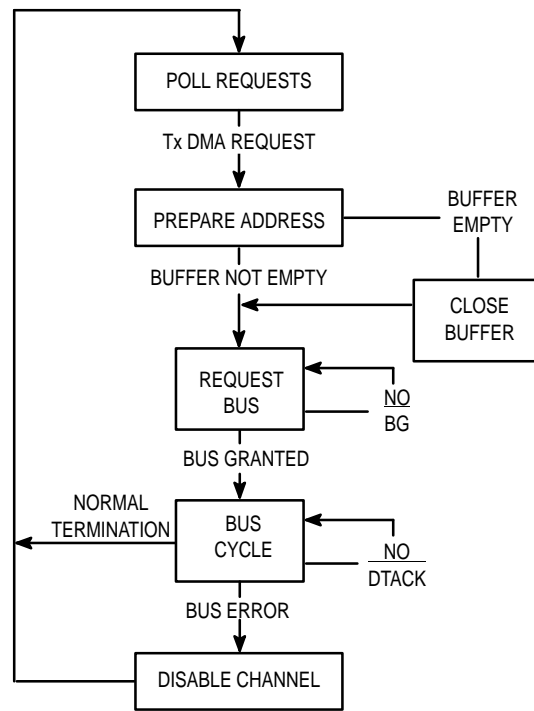 POLL REQUESTS
Tx DMA REQUEST
PREPARE ADDRESS
BUFFER
EMPTY
BUFFER NOT EMPTY
CLOSE
BUFFER
REQUEST
BUS
NO
BG
BUS GRANTED
NORMAL
TERMINATION
BUS
CYCLE
NO
DTACK
BUS ERROR
DISABLE CHANNEL